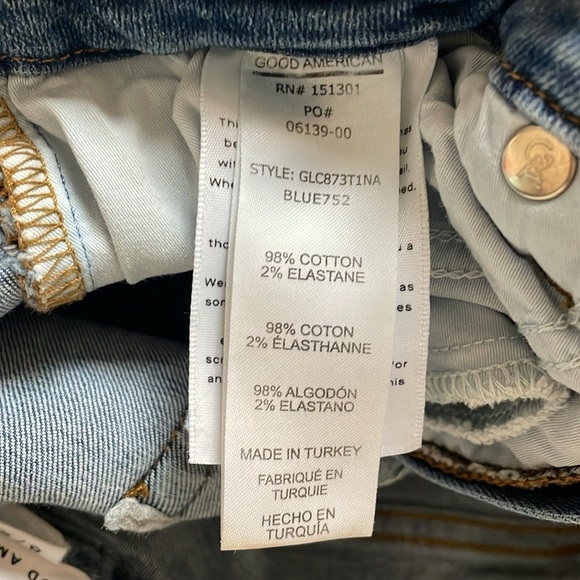 GOOD AMERICAN
RN# 151301
PO#
06139-00
STYLE: GLC873T1NA
BLUE752
98% COTTON
2% ELASTANE
98% COTON
2% ÉLASTHANNE
98% ALGODÓN
2% ELASTANO
MADE IN TURKEY
FABRIQUÉ EN
TURQUIE
HECHO EN
TURQUÍA